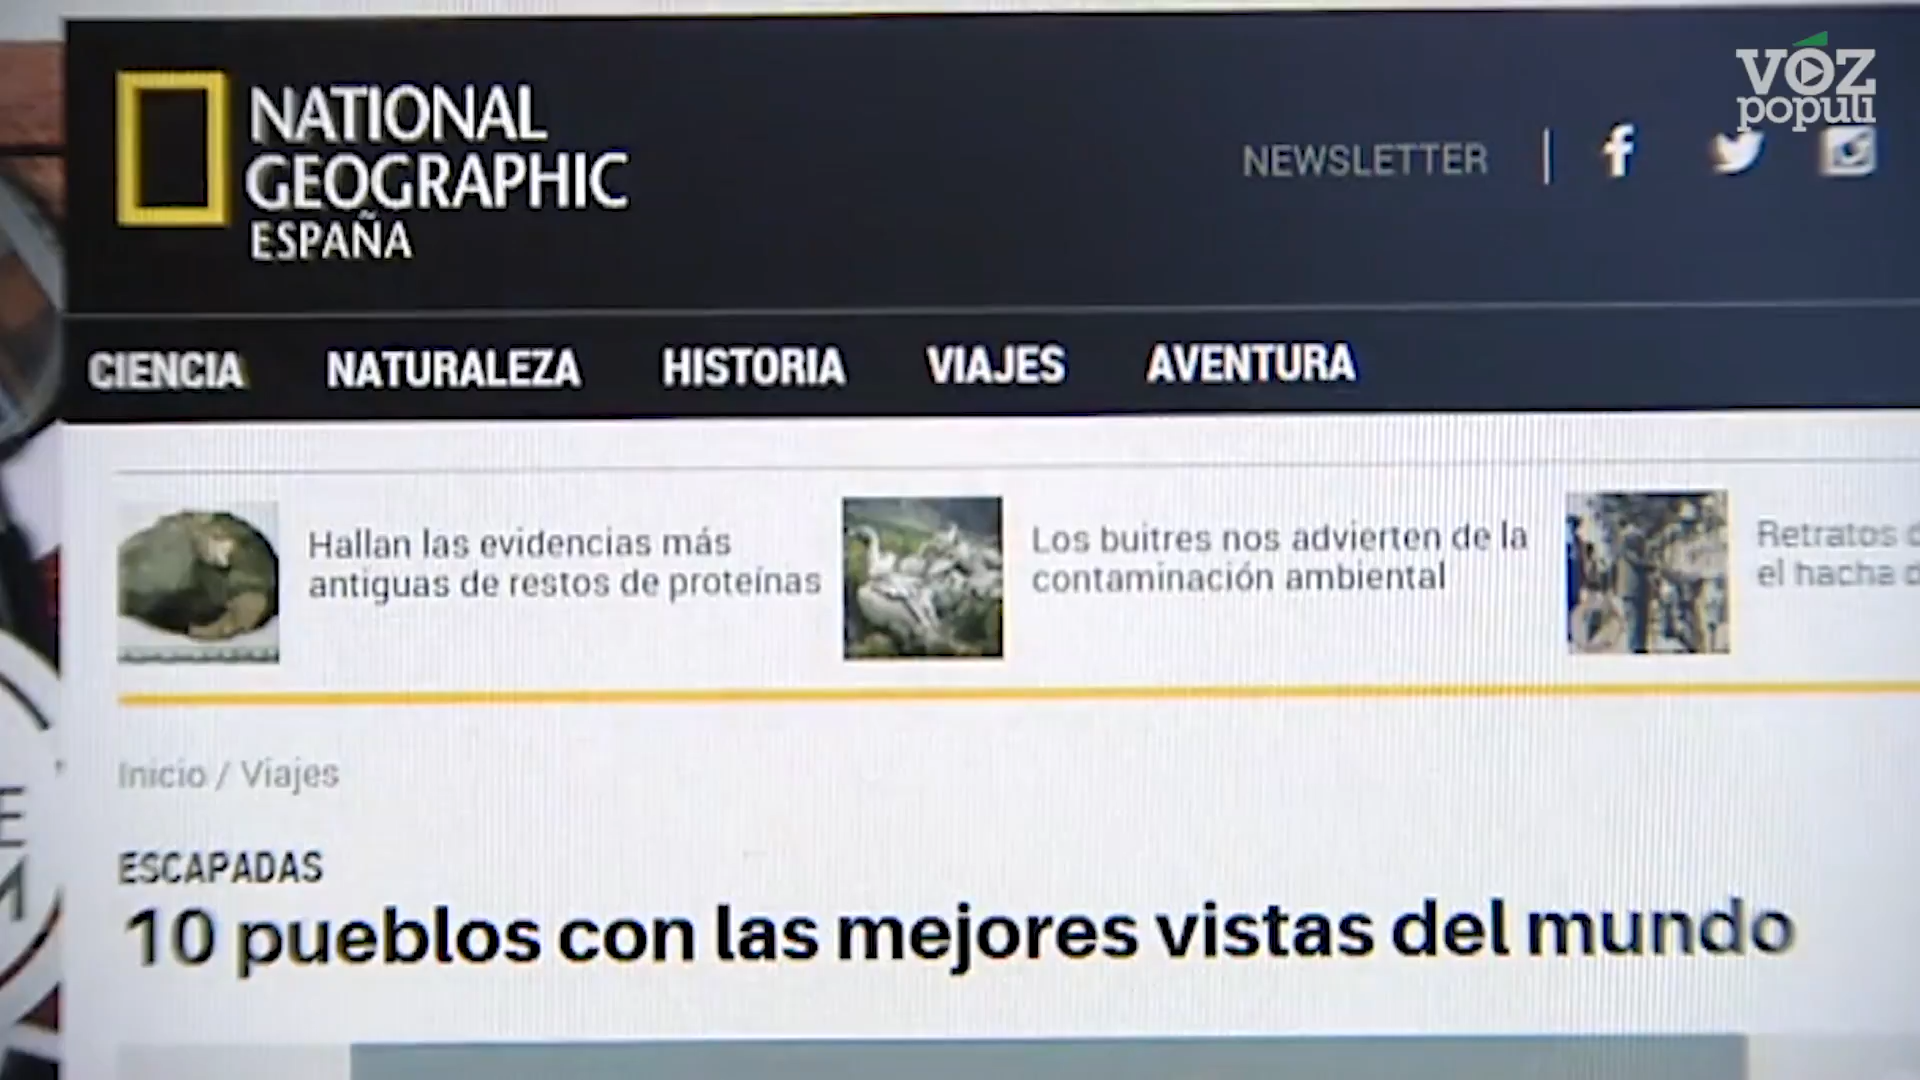 VOZ
populi
NATIONAL
GEOGRAPHIC
ESPAÑA
NEWSLETTER
CIENCIA NATURALEZA HISTORIA VIAJES AVENTURA
Hallan las evidencias más
antiguas de restos de proteínas
Los buitres nos advierten de la
contaminación ambiental
Retratos
el hacha
Inicio / Viajes
ESCAPADAS
10 pueblos con las mejores vistas del mundo